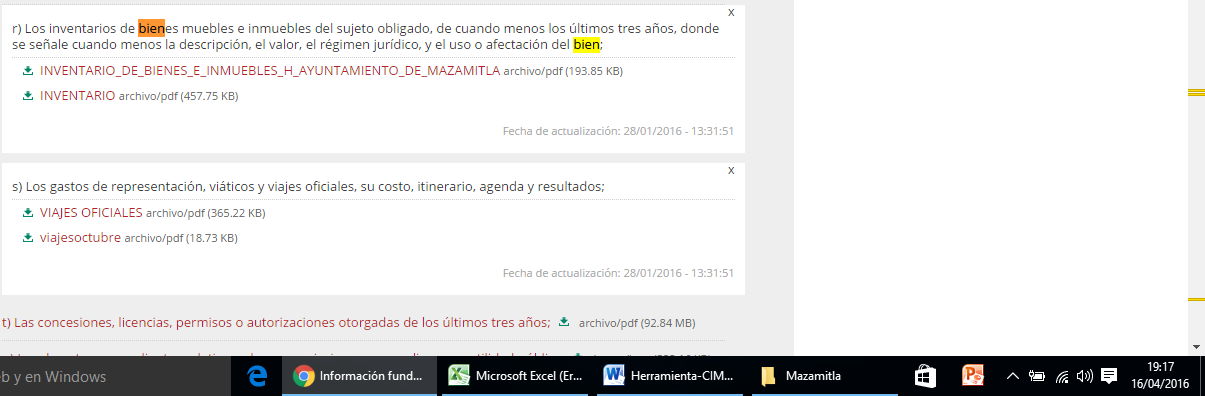 x
r) Los inventarios de bienes muebles e inmuebles del sujeto obligado, de cuando menos los últimos tres años, donde
se señale cuando menos la descripción, el valor, el régimen jurídico, y el uso o afectación del bien;
INVENTARIO_DE_BIENES_E_INMUEBLES_H_AYUNTAMIENTO_DE_MAZAMITLA archivo/pdf (193.85 KB)
INVENTARIO archivo/pdf (457.75 KB)
Fecha de actualización: 28/01/2016 - 13:31:51
x
s) Los gastos de representación, viáticos y viajes oficiales, su costo, itinerario, agenda y resultados;
VIAJES OFICIALES archivo/pdf (365.22 KB)
viajesoctubre archivo/pdf (18.73 KB)
Fecha de actualización: 28/01/2016 - 13:31:51
t) Las concesiones, licencias, permisos o autorizaciones otorgadas de los últimos tres años; archivo/pdf (92.84 MB)
b y en Windows
Información fund...
Microsoft Excel (Er...
Herramienta-CIM...
Mazamitla
19:17
16/04/2016